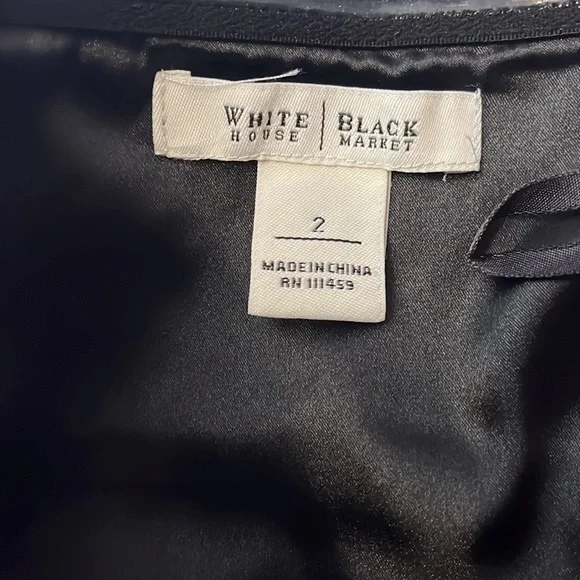 WHITE | BLACK
HOUSE | MARKET
2
MADE IN CHINA
RN 111459